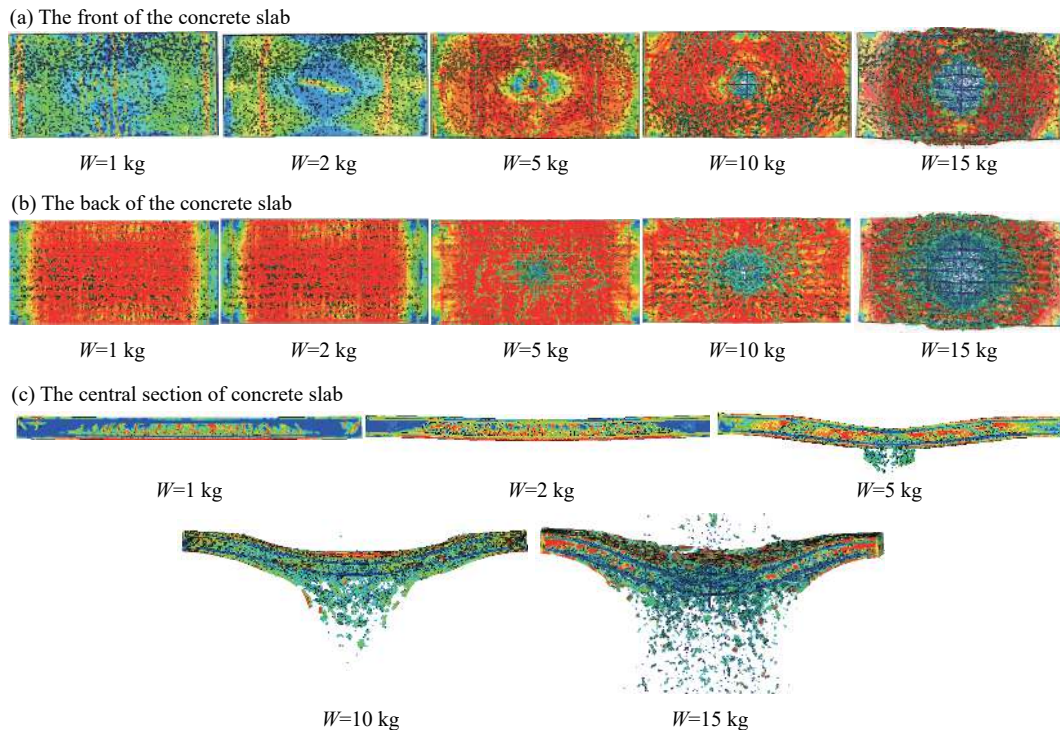 (a) The front of the concrete slab
W=1 kg W=2 kg W=5 kg W=10 kg W=15 kg
(b) The back of the concrete slab
W=1 kg W=2 kg W=5 kg W=10 kg W=15 kg
(c) The central section of concrete slab
W=1 kg W=2 kg W=5 kg
W=10 kg W=15 kg